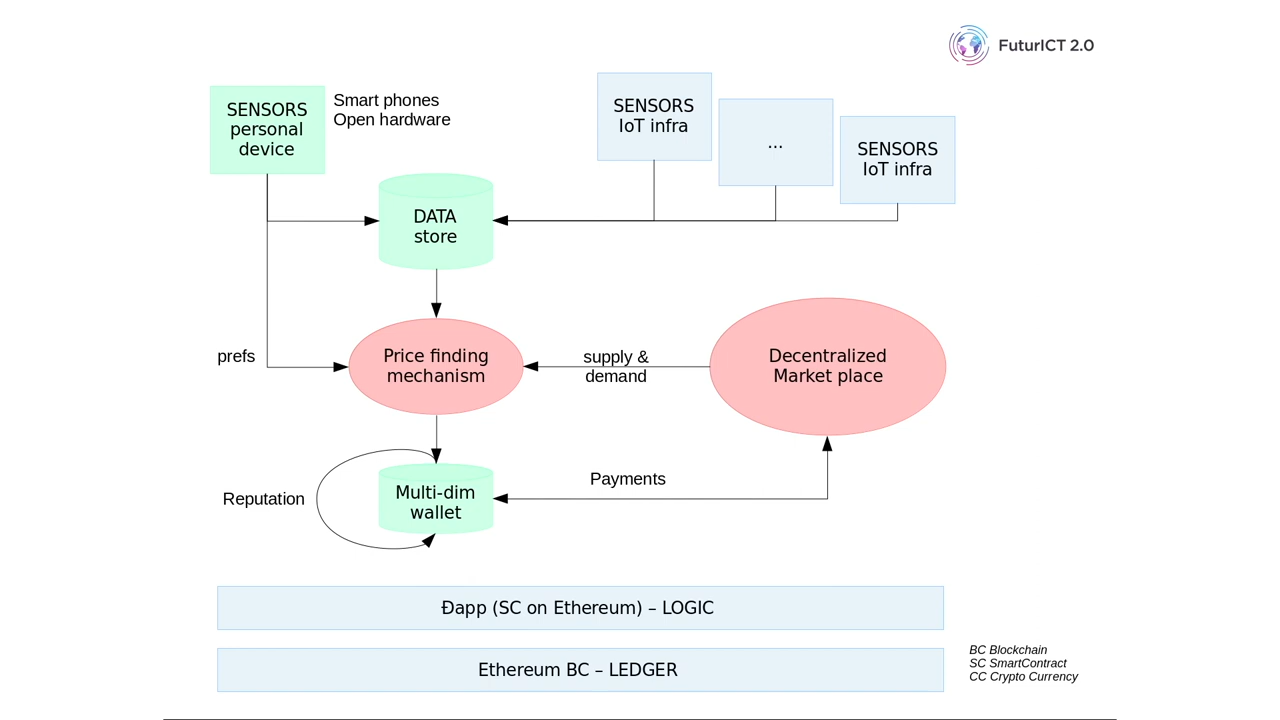 FuturICT 2.0
SENSORS
personal
device
Smart phones
Open hardware
SENSORS
IoT infra
...
SENSORS
IoT infra
DATA
store
prefs
Price finding
mechanism
supply &
demand
Decentralized
Market place
Reputation
Multi-dim
wallet
Payments
Đapp (SC on Ethereum) – LOGIC
Ethereum BC – LEDGER
BC Blockchain
SC SmartContract
CC Crypto Currency